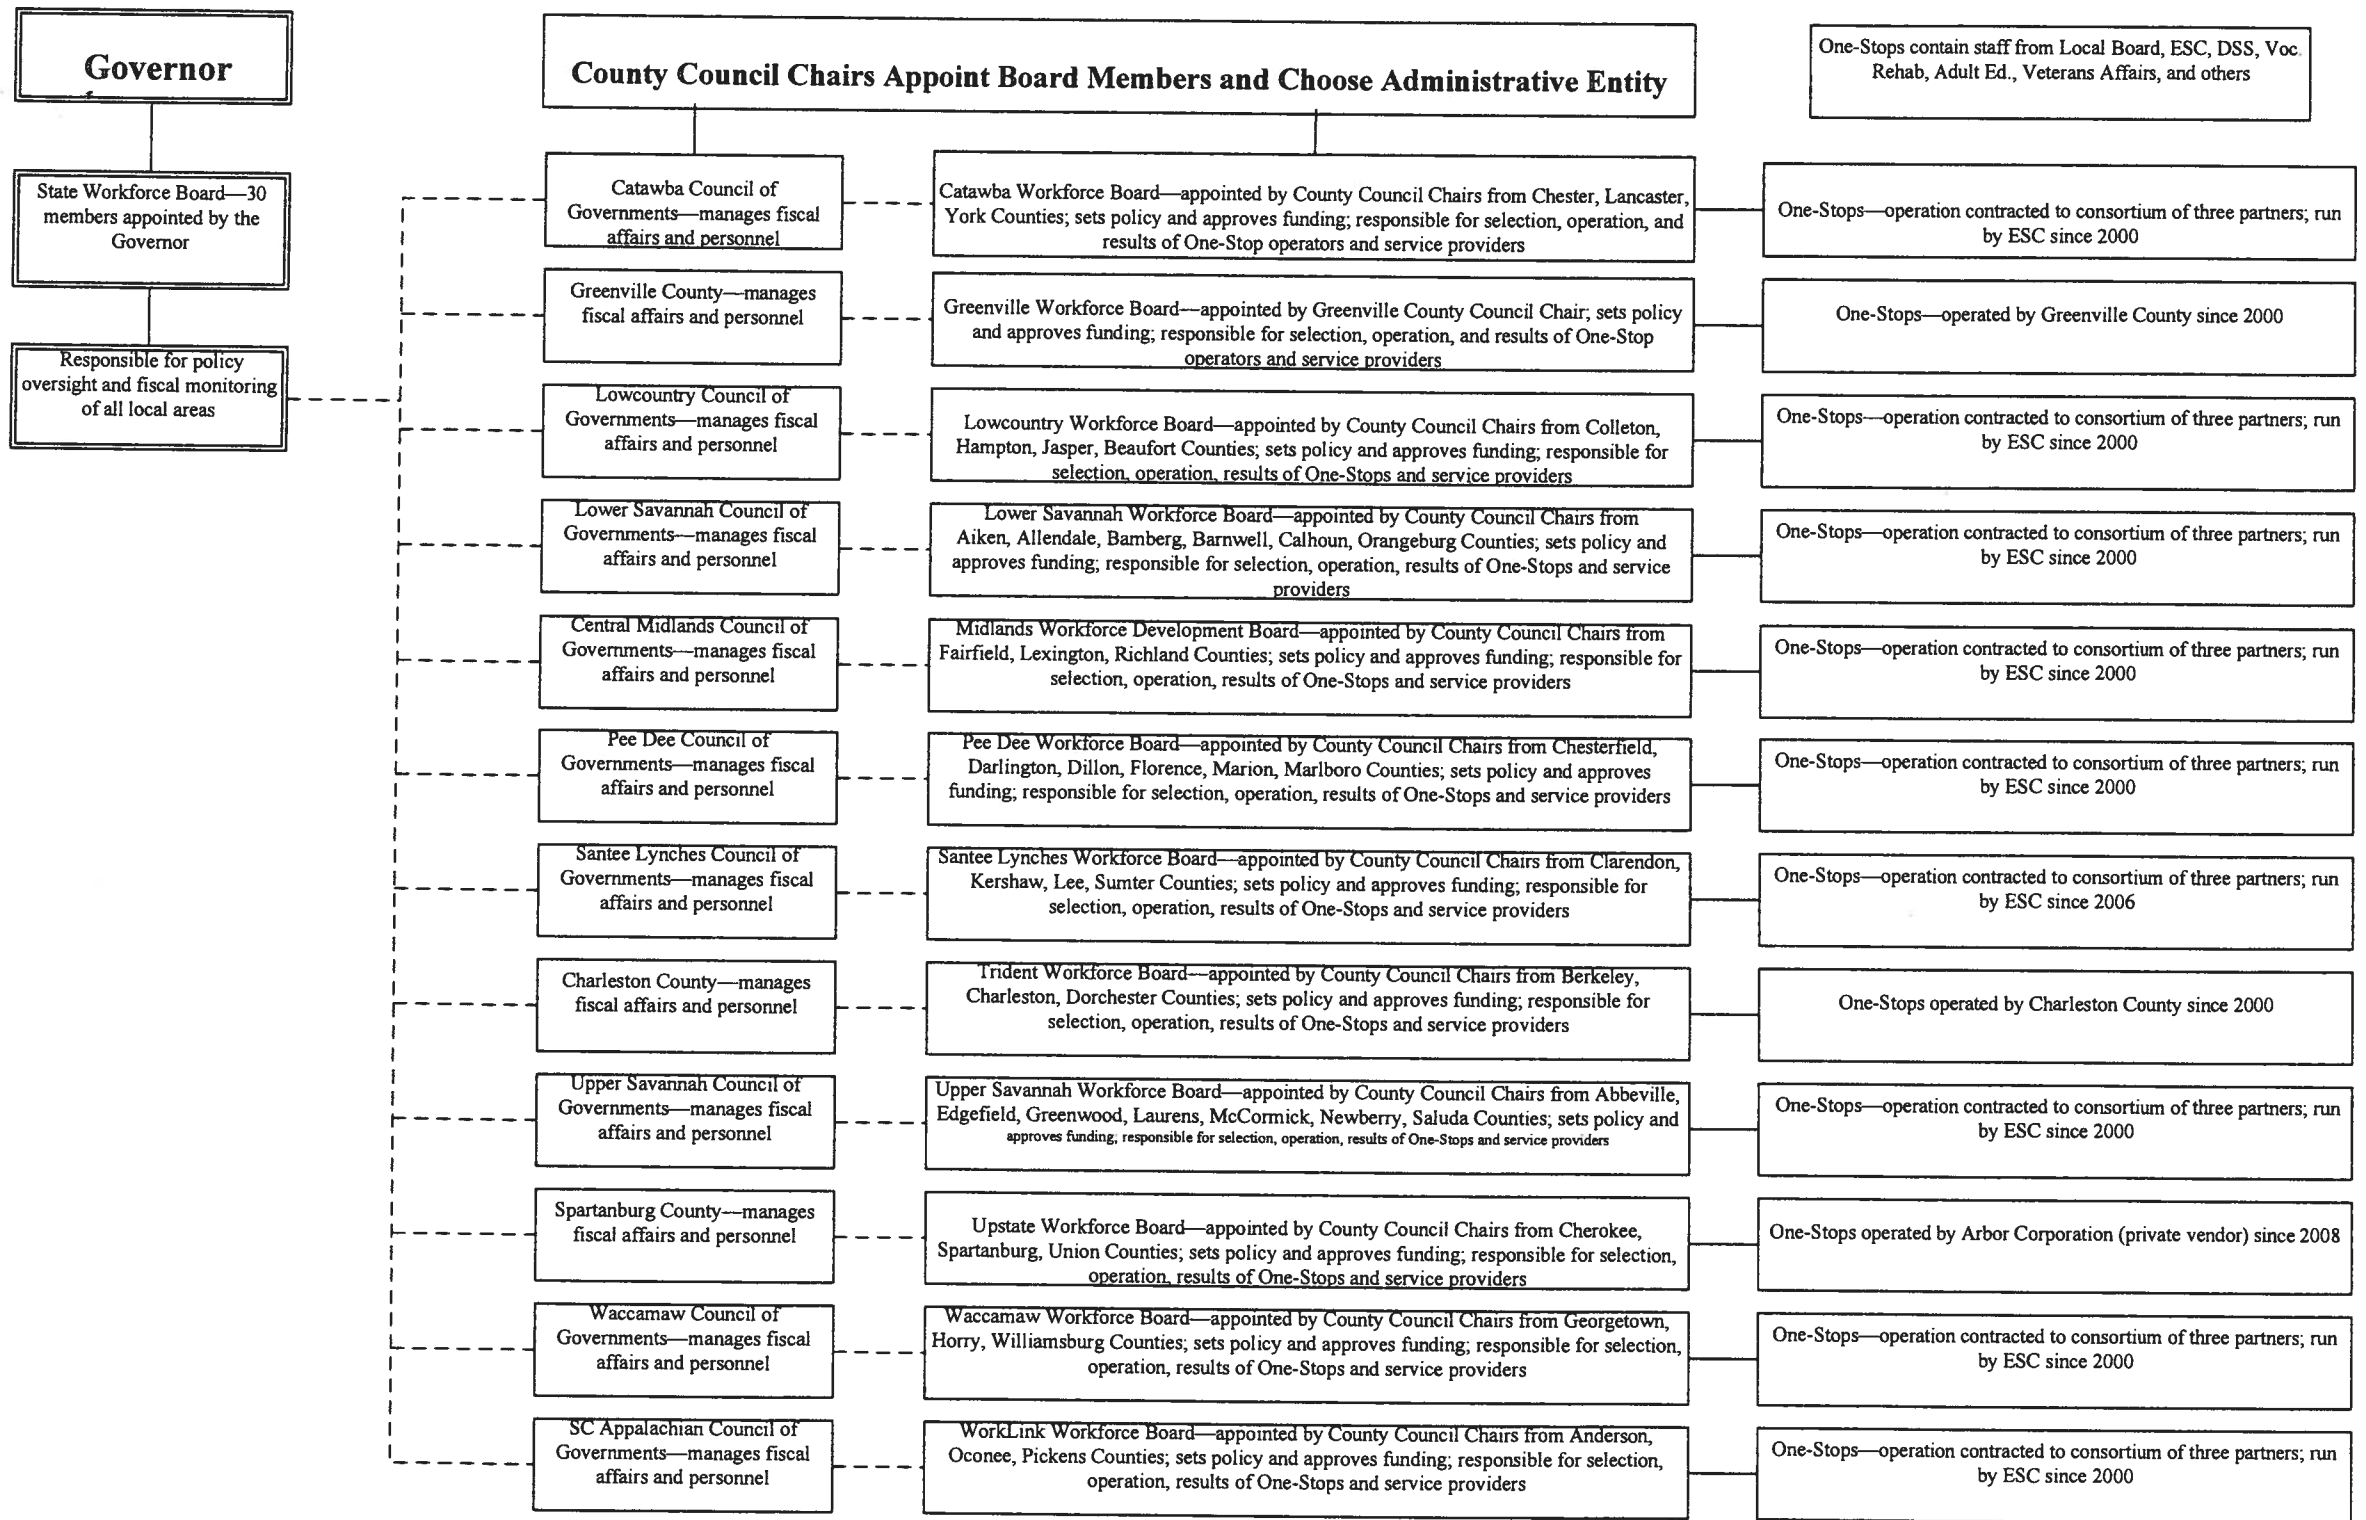 Governor
County Council Chairs Appoint Board Members and Choose Administrative Entity
One-Stops contain staff from Local Board, ESC, DSS, Voc.
Rehab, Adult Ed., Veterans Affairs, and others
State Workforce Board—30
members appointed by the
Governor
Responsible for policy
oversight and fiscal monitoring
of all local areas
Catawba Council of
Governments—manages fiscal
affairs and personnel
Catawba Workforce Board—appointed by County Council Chairs from Chester, Lancaster,
York Counties; sets policy and approves funding; responsible for selection, operation, and
results of One-Stop operators and service providers
One-Stops—operation contracted to consortium of three partners; run
by ESC since 2000
Greenville County—manages
fiscal affairs and personnel
Greenville Workforce Board—appointed by Greenville County Council Chair; sets policy
and approves funding; responsible for selection, operation, and results of One-Stop
operators and service providers
One-Stops—operated by Greenville County since 2000
Lowcountry Council of
Governments—manages fiscal
affairs and personnel
Lowcountry Workforce Board—appointed by County Council Chairs from Colleton,
Hampton, Jasper, Beaufort Counties; sets policy and approves funding; responsible for
selection, operation, results of One-Stops and service providers
One-Stops—operation contracted to consortium of three partners; run
by ESC since 2000
Lower Savannah Council of
Governments—manages fiscal
affairs and personnel
Lower Savannah Workforce Board—appointed by County Council Chairs from
Aiken, Allendale, Bamberg, Barnwell, Calhoun, Orangeburg Counties; sets policy and
approves funding; responsible for selection, operation, results of One-Stops and service
providers
One-Stops—operation contracted to consortium of three partners; run
by ESC since 2000
Central Midlands Council of
Governments—manages fiscal
affairs and personnel
Midlands Workforce Development Board—appointed by County Council Chairs from
Fairfield, Lexington, Richland Counties; sets policy and approves funding; responsible for
selection, operation, results of One-Stops and service providers
One-Stops—operation contracted to consortium of three partners; run
by ESC since 2000
Pee Dee Council of
Governments—manages fiscal
affairs and personnel
Pee Dee Workforce Board—appointed by County Council Chairs from Chesterfield,
Darlington, Dillon, Florence, Marion, Marlboro Counties; sets policy and approves
funding; responsible for selection, operation, results of One-Stops and service providers
One-Stops—operation contracted to consortium of three partners; run
by ESC since 2000
Santee Lynches Council of
Governments—manages fiscal
affairs and personnel
Santee Lynches Workforce Board—appointed by County Council Chairs from Clarendon,
Kershaw, Lee, Sumter Counties; sets policy and approves funding; responsible for
selection, operation, results of One-Stops and service providers
One-Stops—operation contracted to consortium of three partners; run
by ESC since 2006
Charleston County—manages
fiscal affairs and personnel
Trident Workforce Board—appointed by County Council Chairs from Berkeley,
Charleston, Dorchester Counties; sets policy and approves funding; responsible for
selection, operation, results of One-Stops and service providers
One-Stops operated by Charleston County since 2000
Upper Savannah Council of
Governments—manages fiscal
affairs and personnel
Upper Savannah Workforce Board—appointed by County Council Chairs from Abbeville,
Edgefield, Greenwood, Laurens, McCormick, Newberry, Saluda Counties; sets policy and
approves funding; responsible for selection, operation, results of One-Stops and service providers
One-Stops—operation contracted to consortium of three partners; run
by ESC since 2000
Spartanburg County—manages
fiscal affairs and personnel
Upstate Workforce Board—appointed by County Council Chairs from Cherokee,
Spartanburg, Union Counties; sets policy and approves funding; responsible for selection,
operation, results of One-Stops and service providers
One-Stops operated by Arbor Corporation (private vendor) since 2008
Waccamaw Council of
Governments—manages fiscal
affairs and personnel
Waccamaw Workforce Board—appointed by County Council Chairs from Georgetown,
Horry, Williamsburg Counties; sets policy and approves funding; responsible for selection,
operation, results of One-Stops and service providers
One-Stops—operation contracted to consortium of three partners; run
by ESC since 2000
SC Appalachian Council of
Governments—manages fiscal
affairs and personnel
WorkLink Workforce Board—appointed by County Council Chairs from Anderson,
Oconee, Pickens Counties; sets policy and approves funding; responsible for selection,
operation, results of One-Stops and service providers
One-Stops—operation contracted to consortium of three partners; run
by ESC since 2000